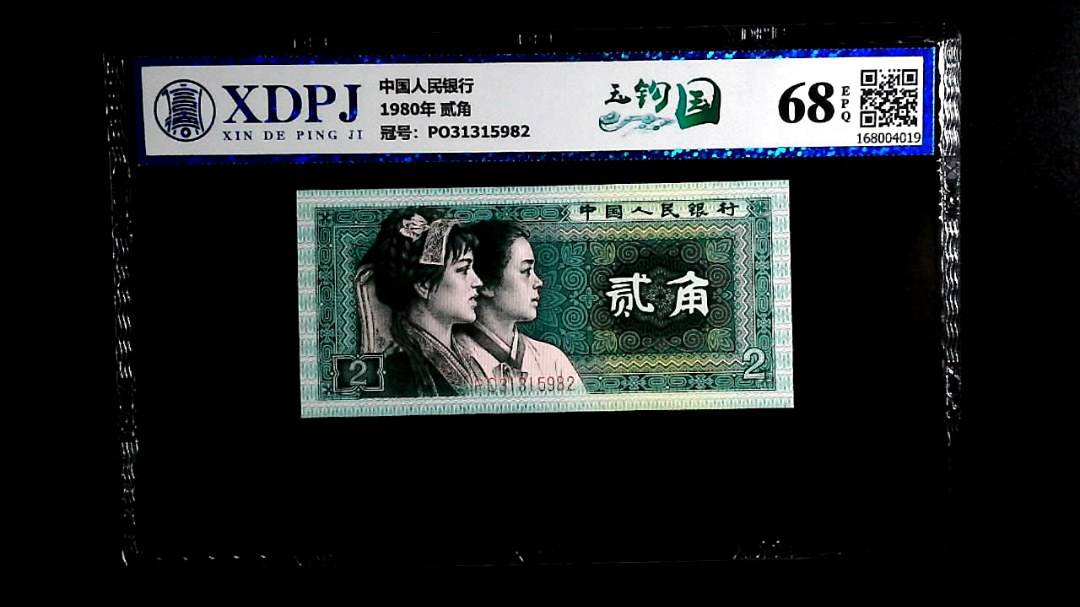 XDPJ
XIN DE PING JI
中国人民银行
1980年 贰角
冠号：PO31315982
玉钩国
68
EPQ
168004019
中国人民银行
贰角
2
2
PO31315982